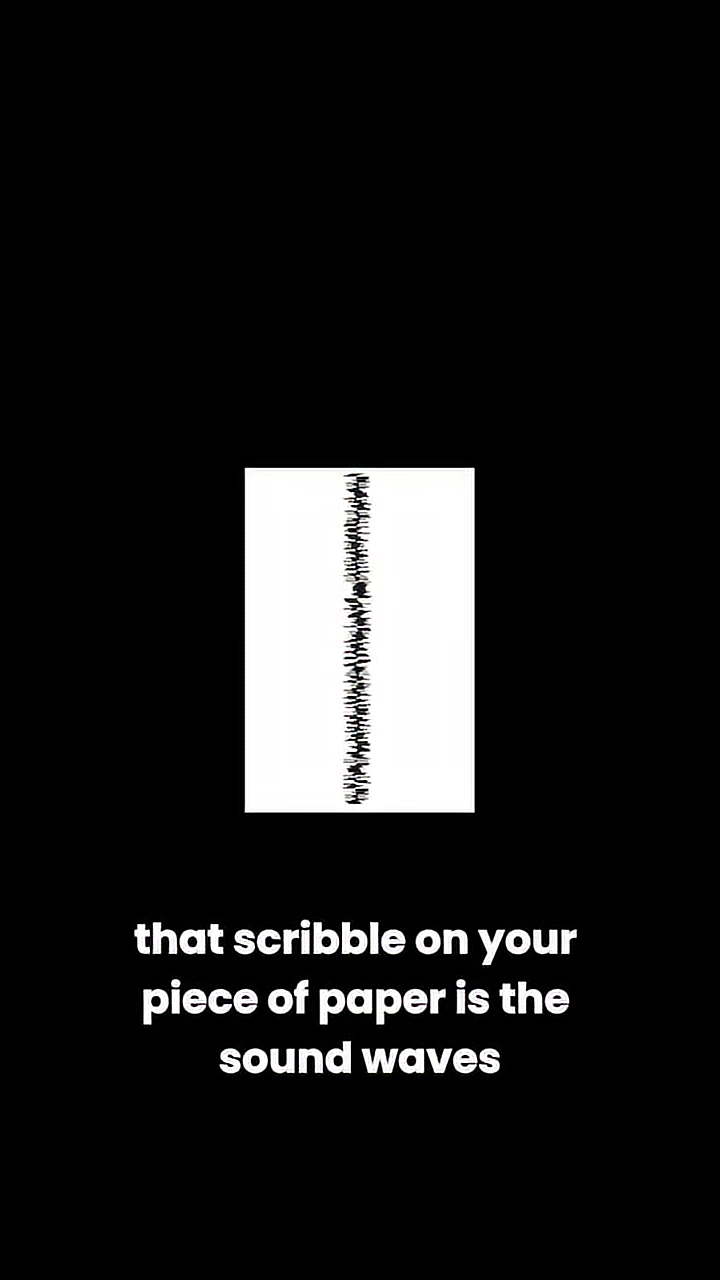 that scribble on your
piece of paper is the
sound waves